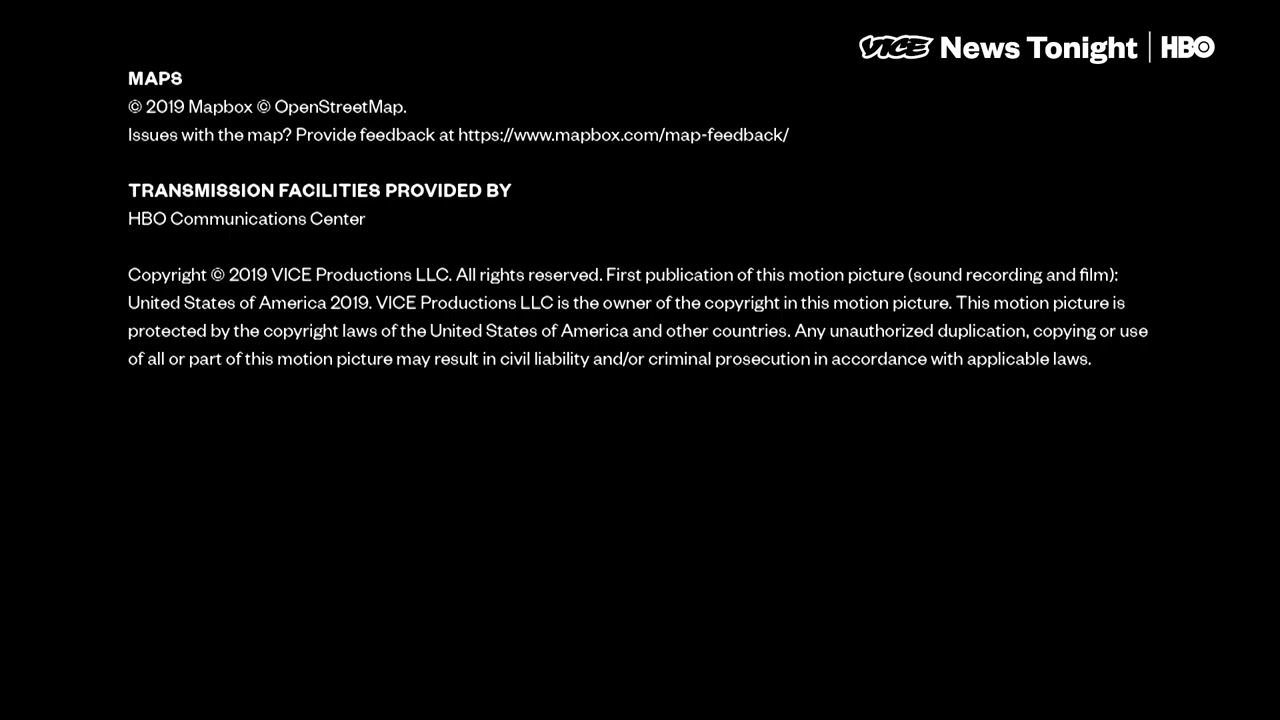 VICE News Tonight | HBO
MAPS
© 2019 Mapbox © OpenStreetMap.
Issues with the map? Provide feedback at https://www.mapbox.com/map-feedback/
TRANSMISSION FACILITIES PROVIDED BY
HBO Communications Center
Copyright © 2019 VICE Productions LLC. All rights reserved. First publication of this motion picture (sound recording and film):
United States of America 2019. VICE Productions LLC is the owner of the copyright in this motion picture. This motion picture is
protected by the copyright laws of the United States of America and other countries. Any unauthorized duplication, copying or use
of all or part of this motion picture may result in civil liability and/or criminal prosecution in accordance with applicable laws.